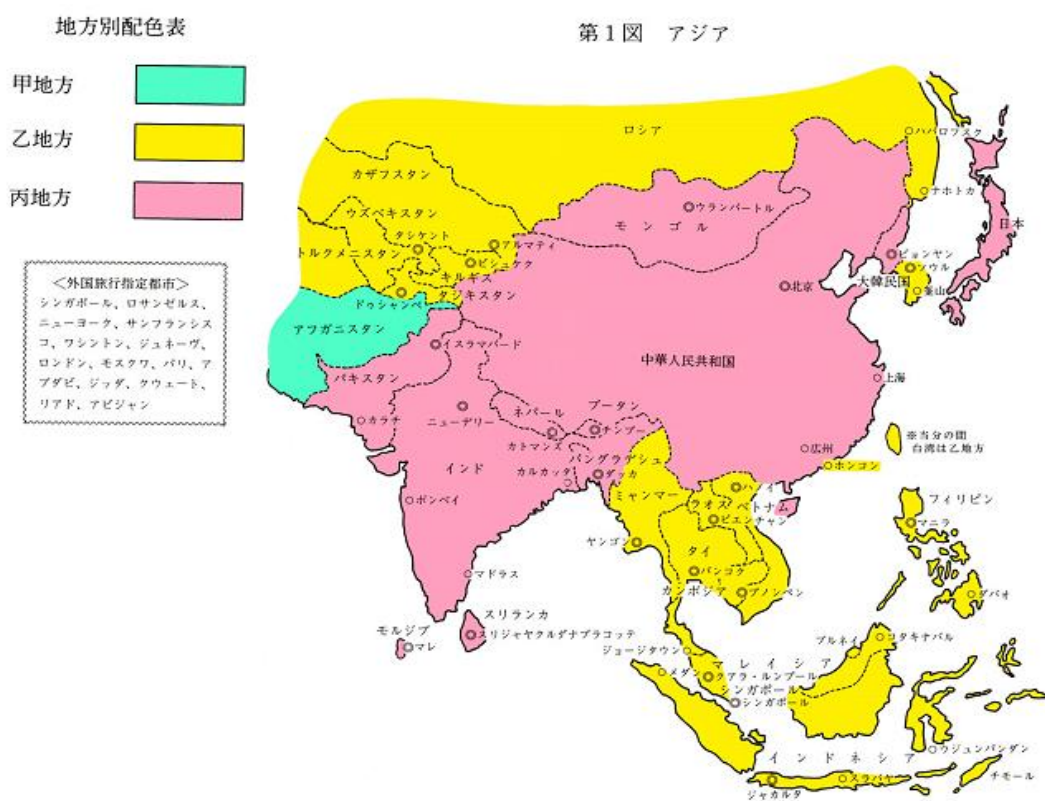 地方別配色表
第1図 アジア
甲地方
乙地方
丙地方
<外国旅行指定都市>
シンガポール、ロサンゼルス、
ニューヨーク、サンフランシス
コ、ワシントン、ジュネーヴ、
ロンドン、モスクワ、パリ、ア
ブダビ、ジッダ、クウェート、
リアド、アビジャン
ロシア
ハバロフスク
カザフスタン
ナホトカ
ウズベキスタン
ウランバートル
モンゴル
日本
タシケント
アルマティ
トルクメニスタン
ビシュケク
ピョンヤン
キルギス
ソウル
タジキスタン
北京
大韓民国
釜山
ドゥシャンベ
アフガニスタン
イスラマバード
中華人民共和国
パキスタン
上海
ニューデリー
ネパール
ブータン
カラチ
チンプー
カトマンズ
※当分の間
台湾は乙地方
広州
バングラデシュ
ホンコン
インド
カルカッタ
ダッカ
ハノイ
ミャンマー
ラオス
ベトナム
フィリピン
ボンベイ
ビエンチャン
マニラ
ヤンゴン
タイ
マドラス
バンコク
カンボジア
プノンペン
ダバオ
スリランカ
モルジブ
スリジャヤクルダナプラコッテ
マレ
ブルネイ
コタキナバル
ジョージタウン
マレイシア
メダン
クアラ・ルンプール
シンガポール
シンガポール
ウジュンパンダン
インドネシア
スラバヤ
チモール
ジャカルタ